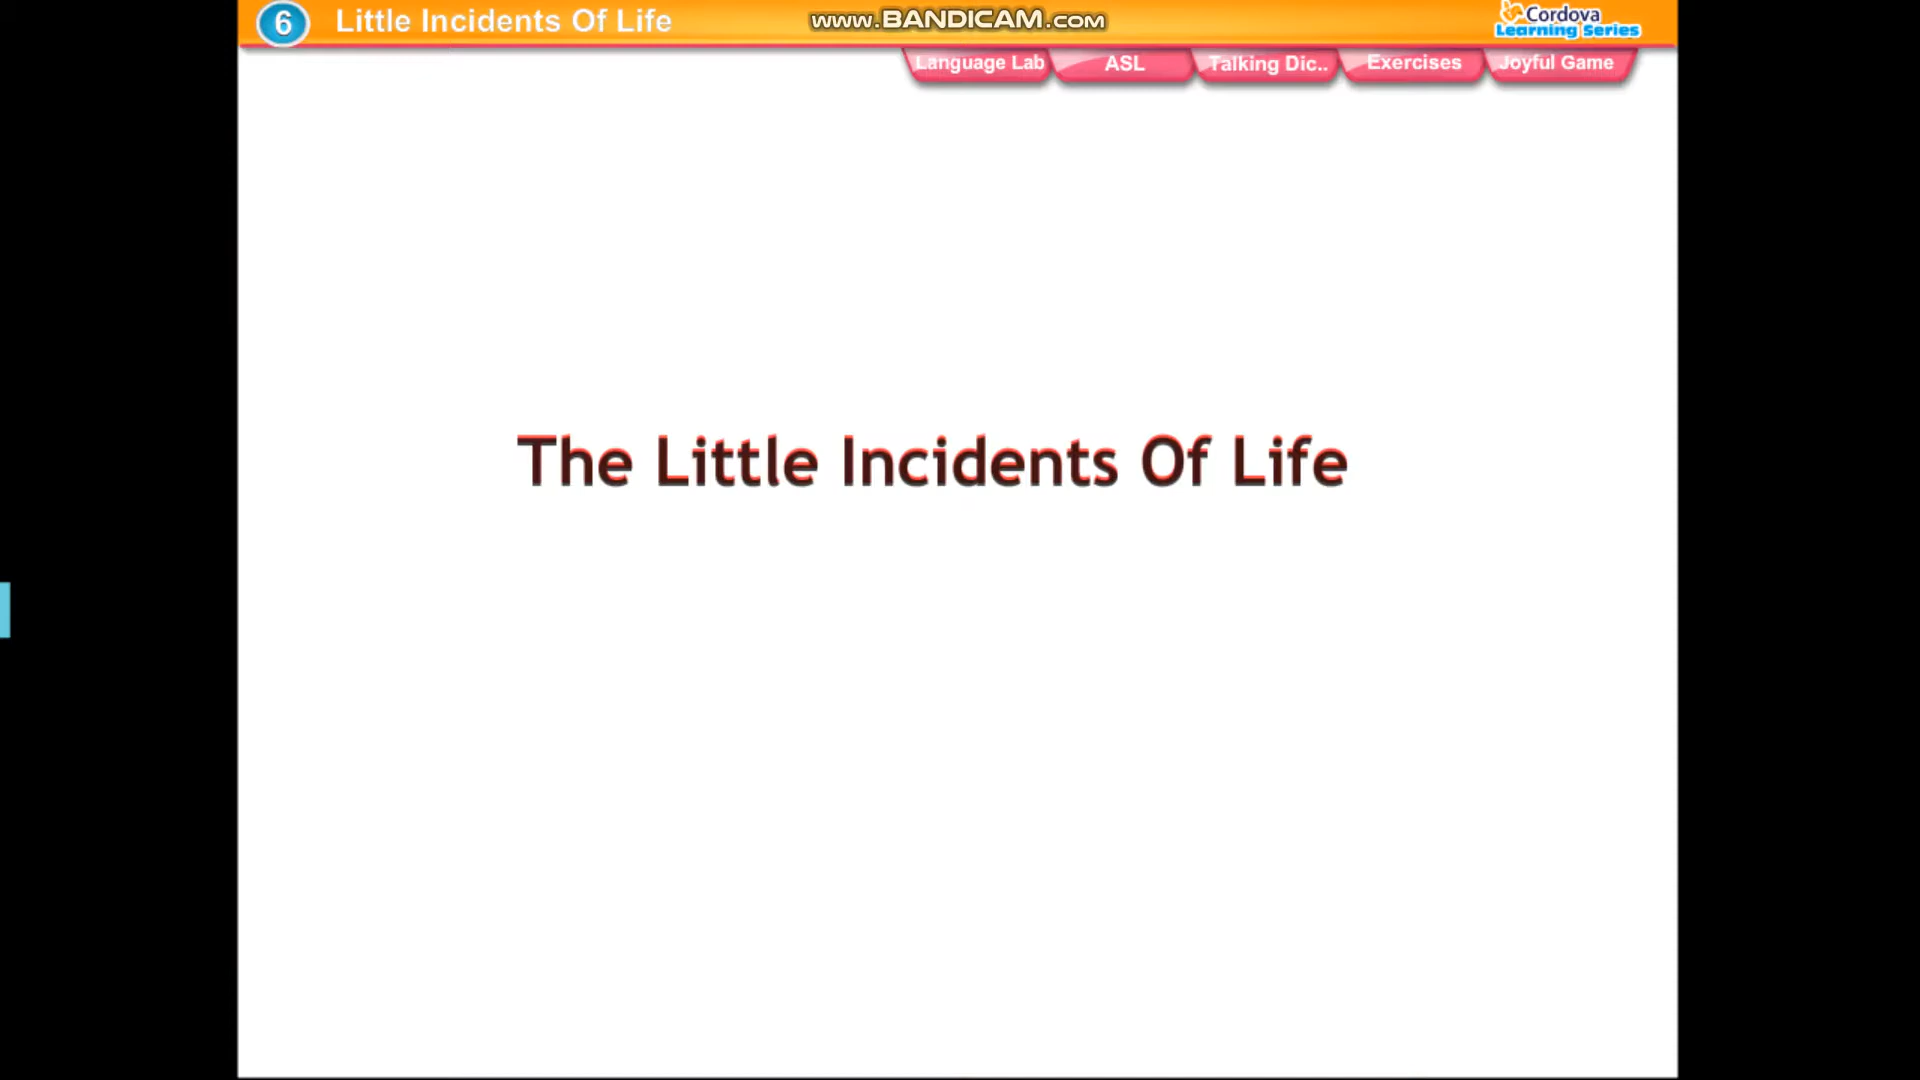 6 Little Incidents Of Life www.BANDICAM.com Cordova
Learning Series
Language Lab ASL Talking Dic.. Exercises Joyful Game
The Little Incidents Of Life